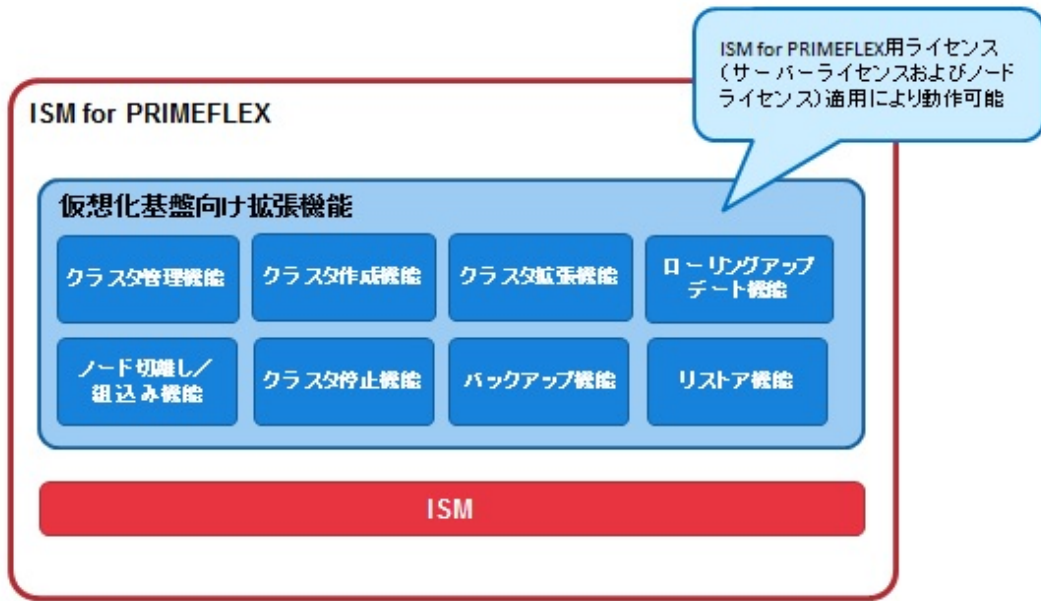 ISM for PRIMEFLEX用ライセンス
(サーバーライセンスおよびノード
ライセンス)適用により動作可能
ISM for PRIMEFLEX
仮想化基盤向け拡張機能
クラスタ管理機能
クラスタ作成機能
クラスタ拡張機能
ローリングアップ
デート機能
ノード切離し/
組込み機能
クラスタ停止機能
バックアップ機能
リストア機能
ISM